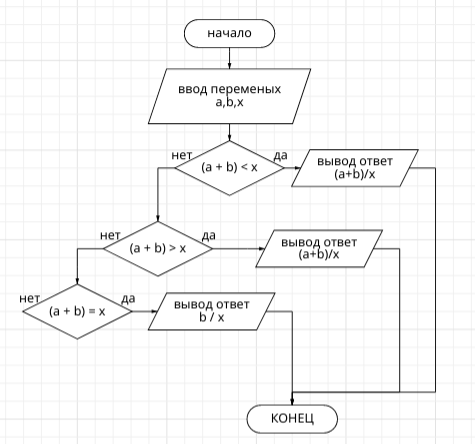 начало
ввод переменых
a,b,x
нет
(a + b) < x
да
вывод ответ
(a+b)/x
нет
(a + b) > x
да
вывод ответ
(a+b)/x
нет
(a + b) = x
да
вывод ответ
b / x
КОНЕЦ